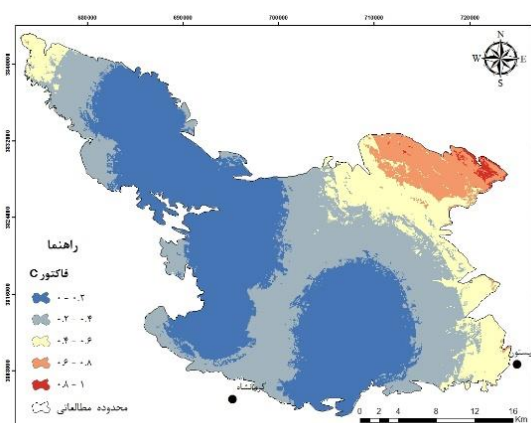 680000 690000 700000 710000 720000
N
W E
S
راهنما
فاکتور C
۰ - ۰.۲
۰.۲ - ۰.۴
۰.۴ - ۰.۶
۰.۶ - ۰.۸
۰.۸ - ۱
محدوده مطالعاتی
کرمانشاه
0 2 4 8 12 16
Km